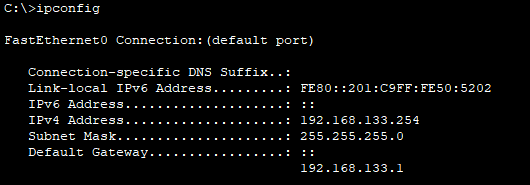 C:\>ipconfig
FastEthernet0 Connection:(default port)
Connection-specific DNS Suffix..:
Link-local IPv6 Address.........: FE80::201:C9FF:FE50:5202
IPv6 Address....................: ::
IPv4 Address....................: 192.168.133.254
Subnet Mask.....................: 255.255.255.0
Default Gateway.................: ::
192.168.133.1